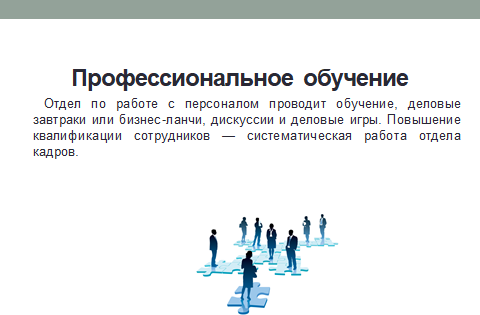 Профессиональное обучение
Отдел по работе с персоналом проводит обучение, деловые
завтраки или бизнес-ланчи, дискуссии и деловые игры. Повышение
квалификации сотрудников — систематическая работа отдела
кадров.